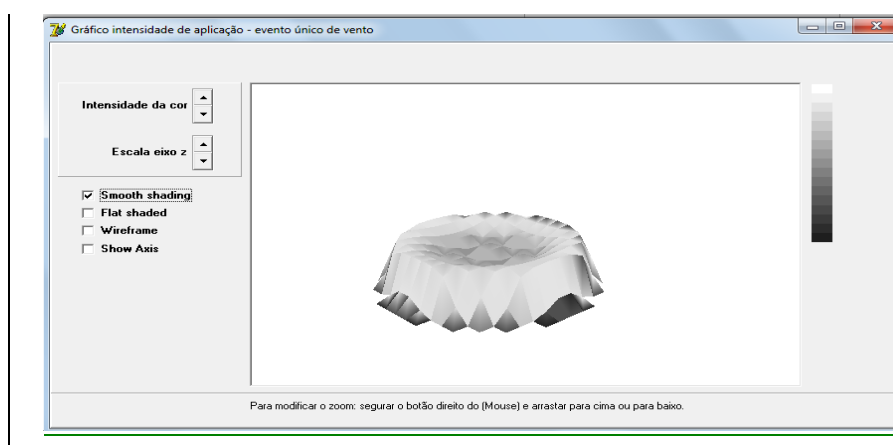 Gráfico intensidade de aplicação - evento único de vento
Intensidade da cor
Escala eixo z
Smooth shading
Flat shaded
Wireframe
Show Axis
Para modificar o zoom: segurar o botão direito do (Mouse) e arrastar para cima ou para baixo.